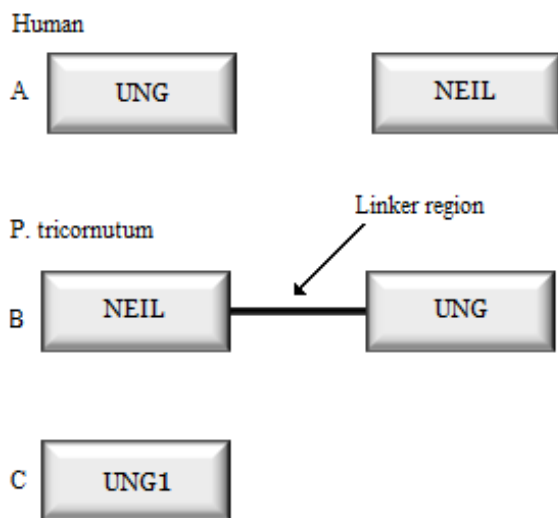 Human
A UNG NEIL
Linker region
P. tricornutum
B NEIL UNG
C UNG1